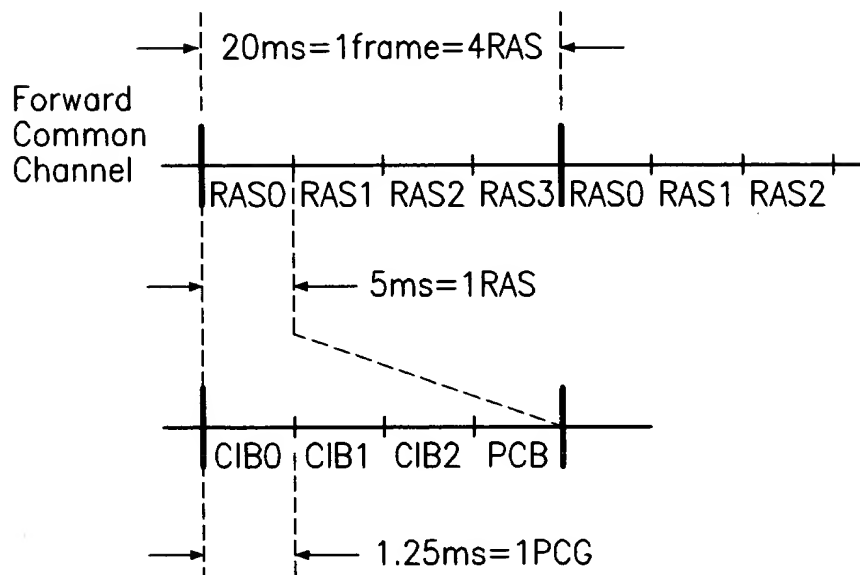 20ms=1frame=4RAS
Forward
Common
Channel
RAS0 RAS1 RAS2 RAS3 RAS0 RAS1 RAS2
5ms=1RAS
CIB0 CIB1 CIB2 PCB
1.25ms=1PCG